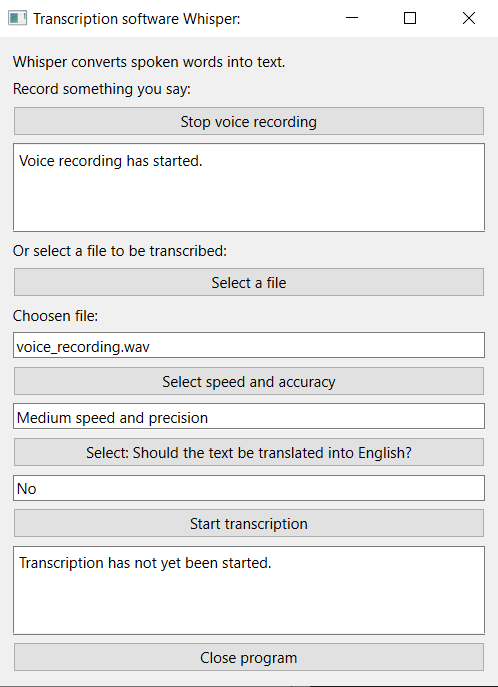 Transcription software Whisper:
Whisper converts spoken words into text.
Record something you say:
Stop voice recording
Voice recording has started.
Or select a file to be transcribed:
Select a file
Choosen file:
voice_recording.wav
Select speed and accuracy
Medium speed and precision
Select: Should the text be translated into English?
No
Start transcription
Transcription has not yet been started.
Close program